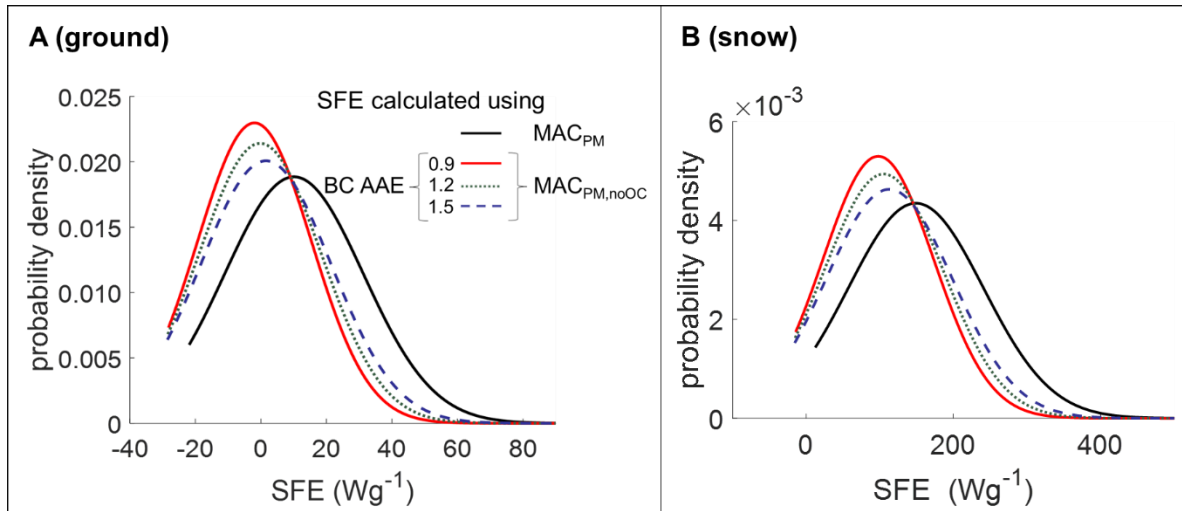 A (ground)
SFE calculated using
MAC_PM
BC AAE
0.9
1.2
1.5
MAC_PM,noOC
probability density
0.025
0.020
0.015
0.010
0.005
0
-40 -20 0 20 40 60 80
SFE (Wg⁻¹)
B (snow)
×10⁻³
probability density
6
4
2
0
0 200 400
SFE (Wg⁻¹)